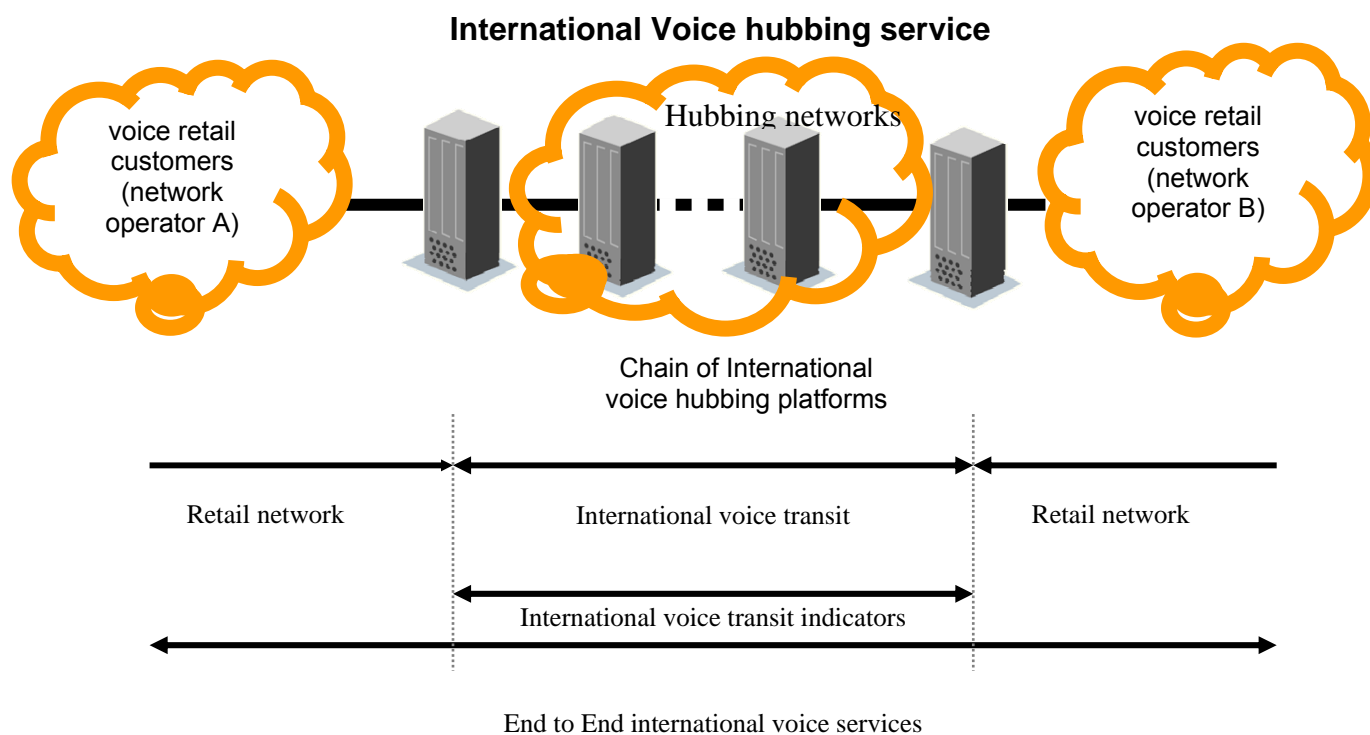 International Voice hubbing service
voice retail
customers
(network
operator A)
Hubbing networks
voice retail
customers
(network
operator B)
Chain of International
voice hubbing platforms
Retail network
International voice transit
Retail network
International voice transit indicators
End to End international voice services